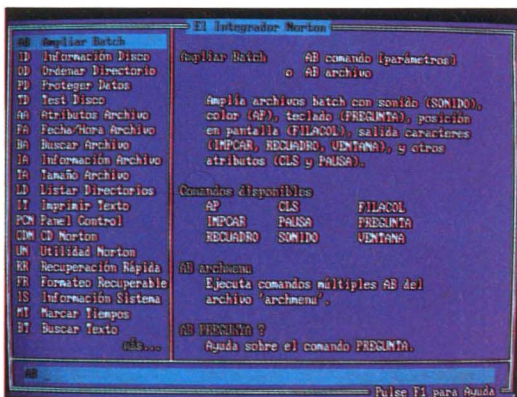 El Integrador Norton
AB Ampliar Batch
ID Información Disco
OD Ordenar Directorio
PD Proteger Datos
TD Test Disco
AA Atributos Archivo
FA Fecha/Hora Archivo
BA Buscar Archivo
IA Información Archivo
TA Tamaño Archivo
LD Listar Directorios
IT Imprimir Texto
PCN Panel Control
CDN CD Norton
UN Utilidad Norton
RR Recuperación Rápida
FR Formateo Recuperable
IS Información Sistema
MT Marcar Tiempos
BT Buscar Texto
más...
Ampliar Batch AB comando [parámetros]
o AB archivo
Amplía archivos batch con sonido (SONIDO),
color (AP), teclado (PREGUNTA), posición
en pantalla (FILACOL), salida caracteres
(IMPCAR, RECUADRO, VENTANA), y otros
atributos (CLS y PAUSA).
Comandos disponibles
AP CLS FILACOL
IMPCAR PAUSA PREGUNTA
RECUADRO SONIDO VENTANA
AB archmenu
Ejecuta comandos múltiples AB del
archivo 'archmenu'.
AB PREGUNTA ?
Ayuda sobre el comando PREGUNTA.
AB _
Pulse F1 para Ayuda